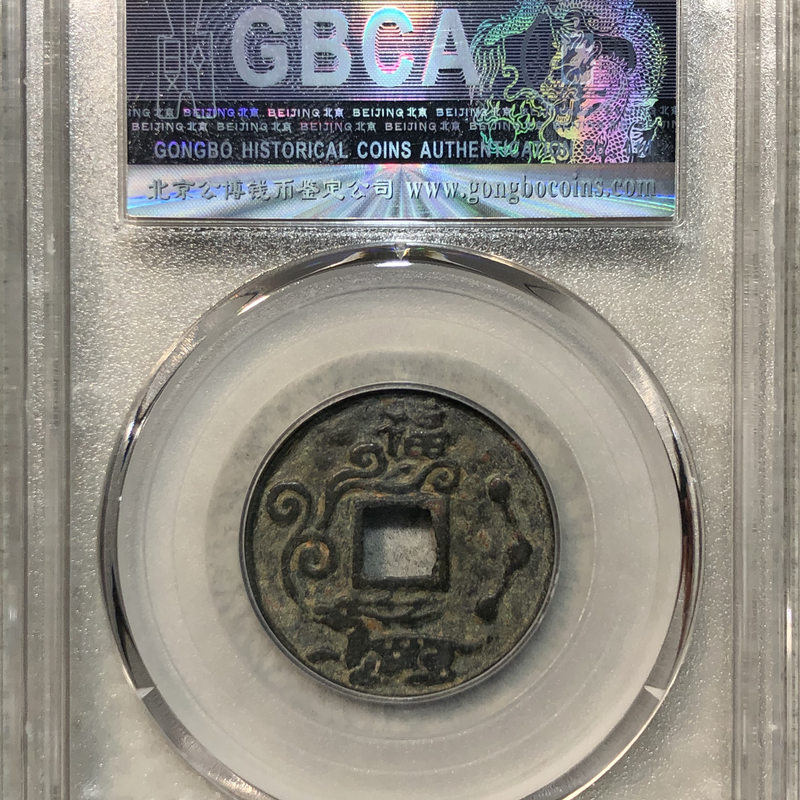 GBCA
BEIJING北京 BEIJING北京 BEIJING北京 BEIJING
BEIJING北京 BEIJING北京 BEIJING北京 BEIJING北京
GONGBO HISTORICAL COINS
北京公博钱币鉴定公司 www.gongbocoins.com
福